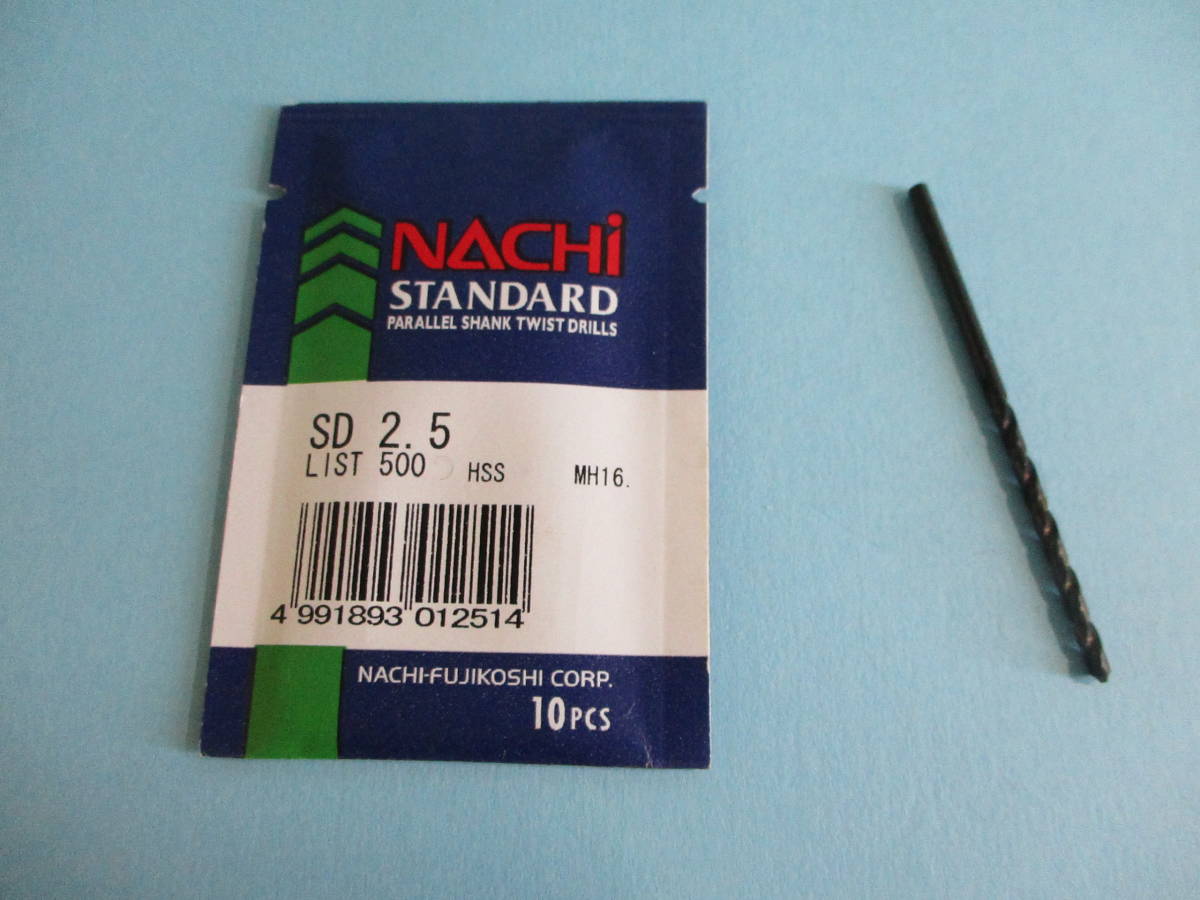 NACHi
STANDARD
PARALLEL SHANK TWIST DRILLS
SD 2.5
LIST 500 HSS MH16.
4 991893 012514
NACHI-FUJIKOSHI CORP.
10PCS